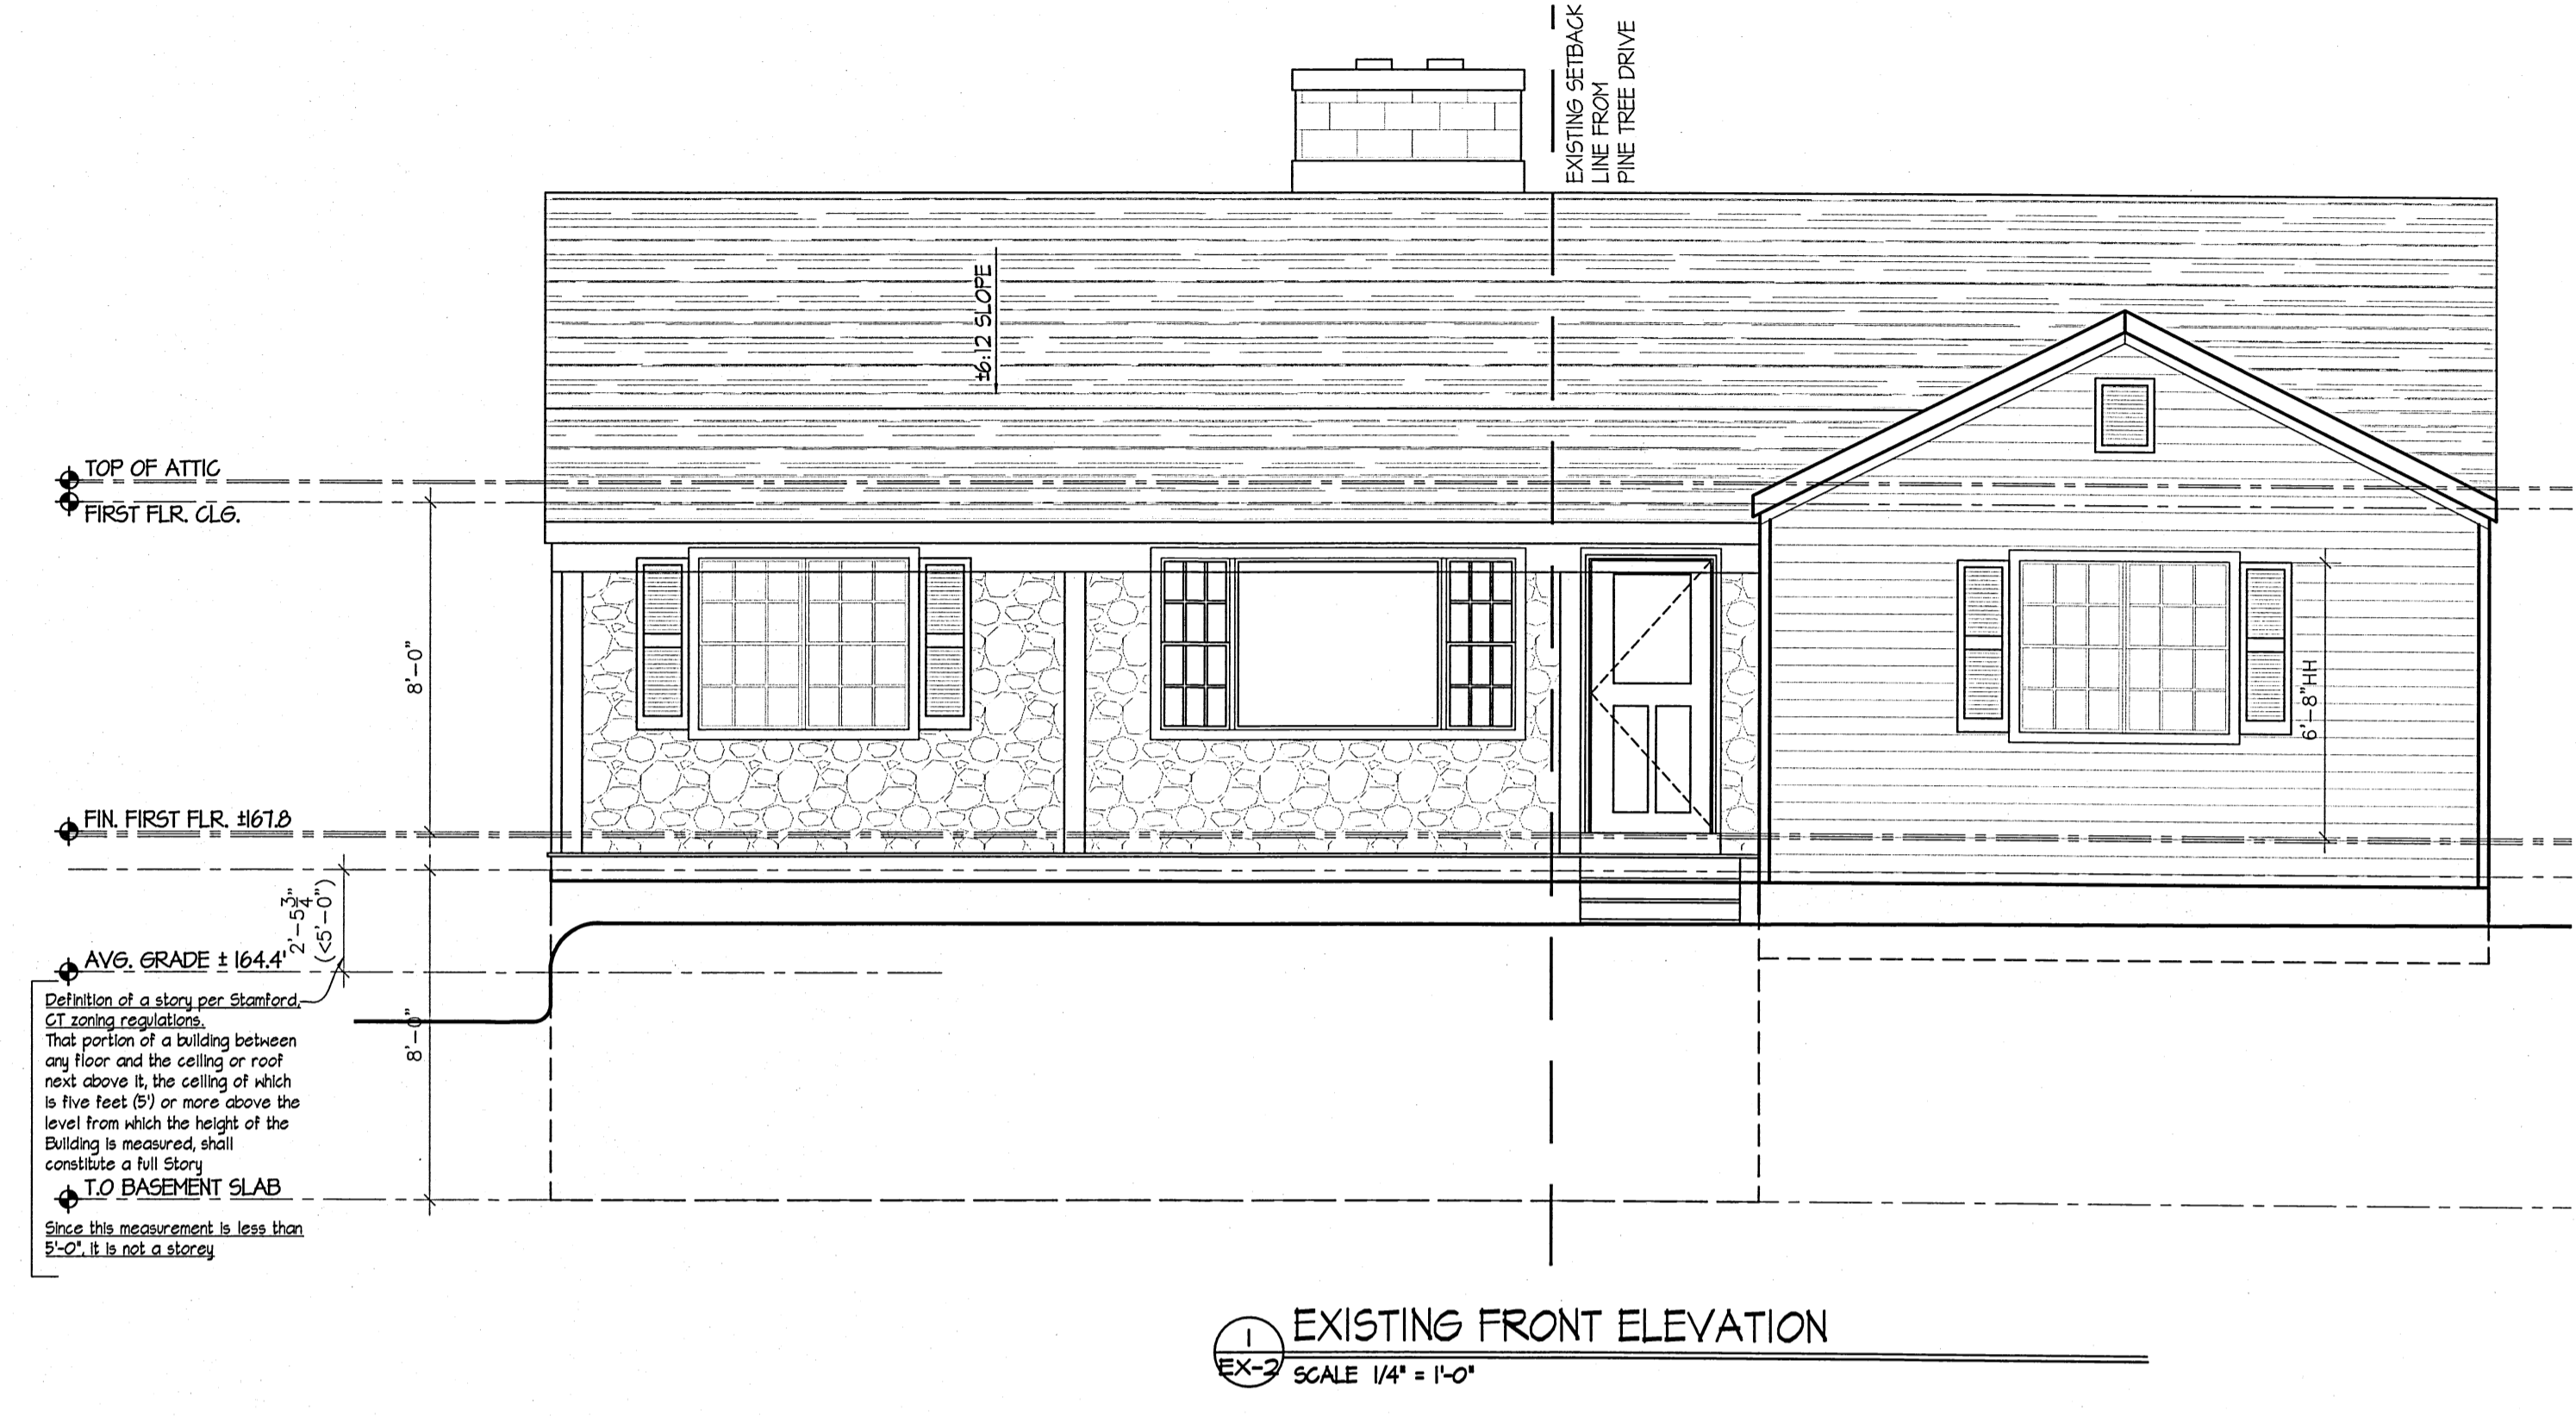 EXISTING SETBACK
LINE FROM
PINE TREE DRIVE
±6:12 SLOPE
TOP OF ATTIC
FIRST FLR. CLG.
8'-0"
6'-8"HH
FIN. FIRST FLR. ±167.8
2'-5 3/4"
(<5'-0")
AVG. GRADE ± 164.4'
Definition of a story per Stamford,
CT zoning regulations.
That portion of a building between
any floor and the ceiling or roof
next above it, the ceiling of which
is five feet (5') or more above the
level from which the height of the
Building is measured, shall
constitute a full Story
8'-0"
T.O BASEMENT SLAB
Since this measurement is less than
5'-0", it is not a storey
1
EX-2
EXISTING FRONT ELEVATION
SCALE 1/4" = 1'-0"